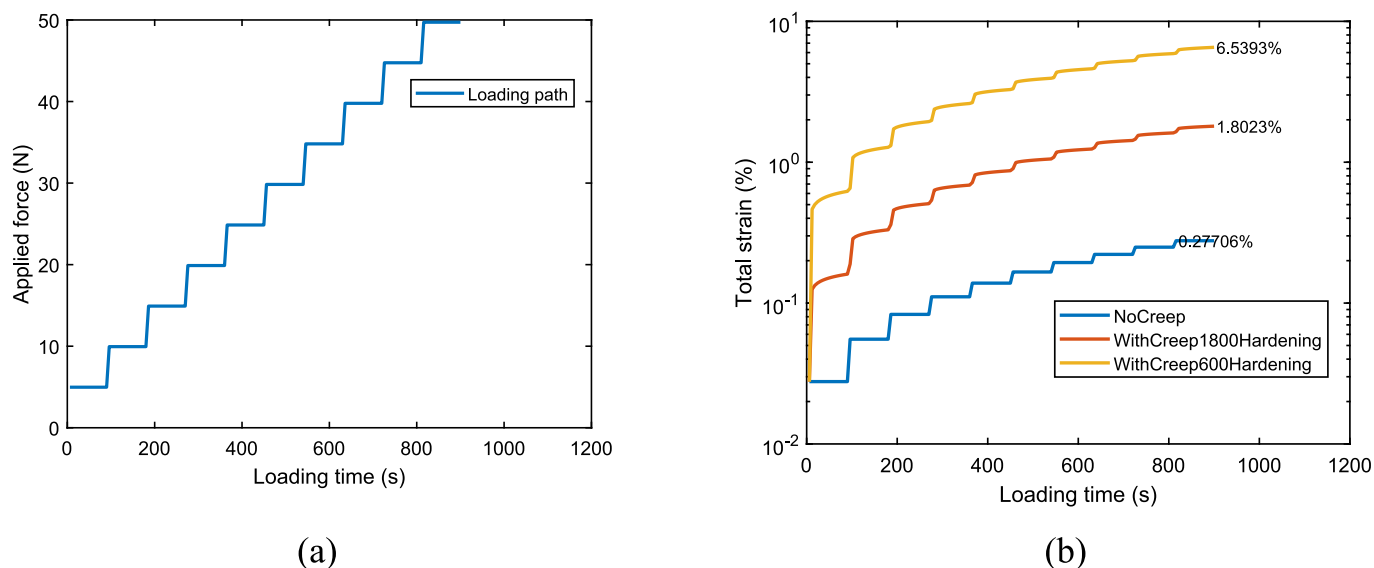 50
40
30
20
10
0
Applied force (N)
Loading path
0 200 400 600 800 1000 1200
Loading time (s)
(a)
10^1
10^0
10^-1
10^-2
Total strain (%)
6.5393%
1.8023%
0.27706%
NoCreep
WithCreep1800Hardening
WithCreep600Hardening
0 200 400 600 800 1000 1200
Loading time (s)
(b)